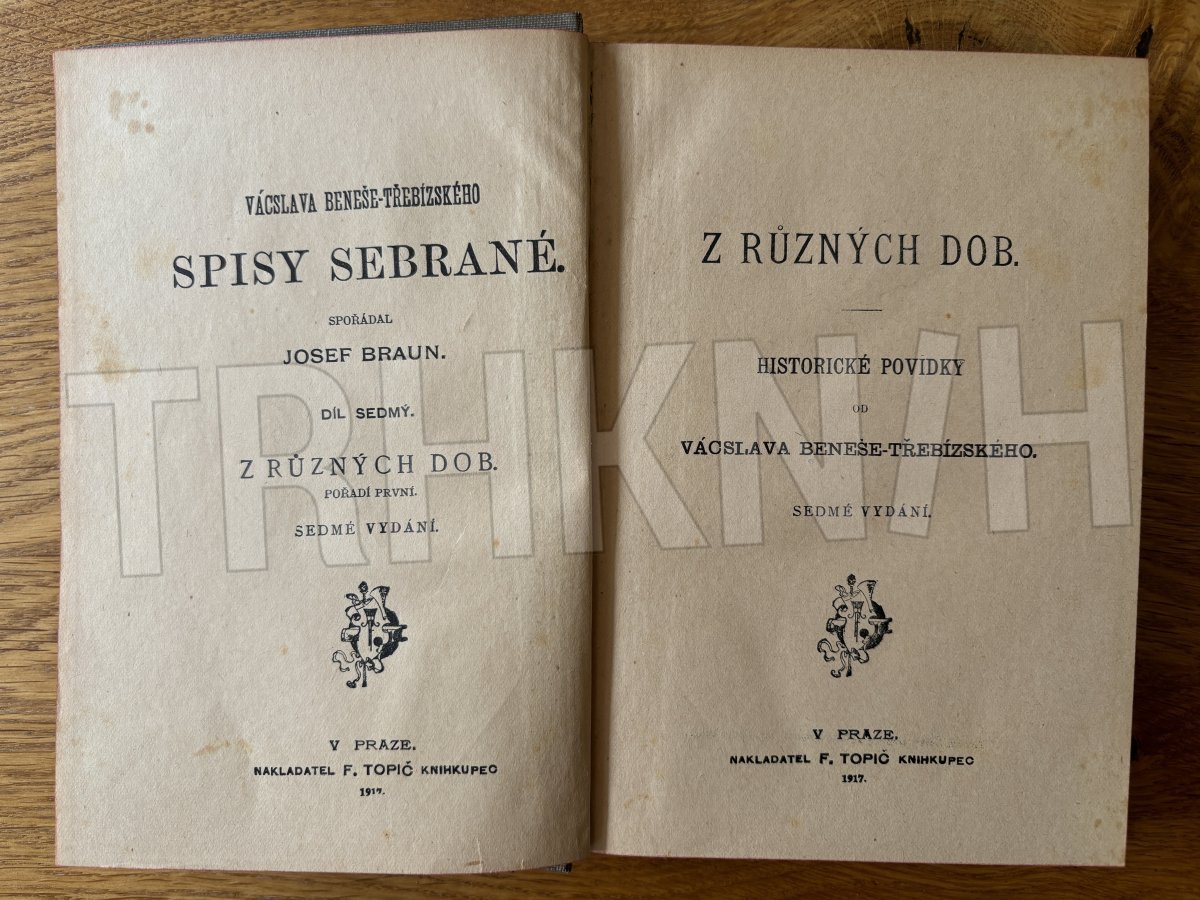 VÁCSLAVA BENEŠE-TŘEBÍZSKÉHO
SPISY SEBRANÉ.
SPOŘÁDAL
JOSEF BRAUN.
DÍL SEDMÝ.
Z RŮZNÝCH DOB.
POŘADÍ PRVNÍ.
SEDMÉ VYDÁNÍ.
V PRAZE.
NAKLADATEL F. TOPIČ KNIHKUPEC
1917.
Z RŮZNÝCH DOB.
HISTORICKÉ POVÍDKY
OD
VÁCSLAVA BENEŠE-TŘEBÍZSKÉHO.
SEDMÉ VYDÁNÍ.
V PRAZE.
NAKLADATEL F. TOPIČ KNIHKUPEC
1917.
TRHKNIH